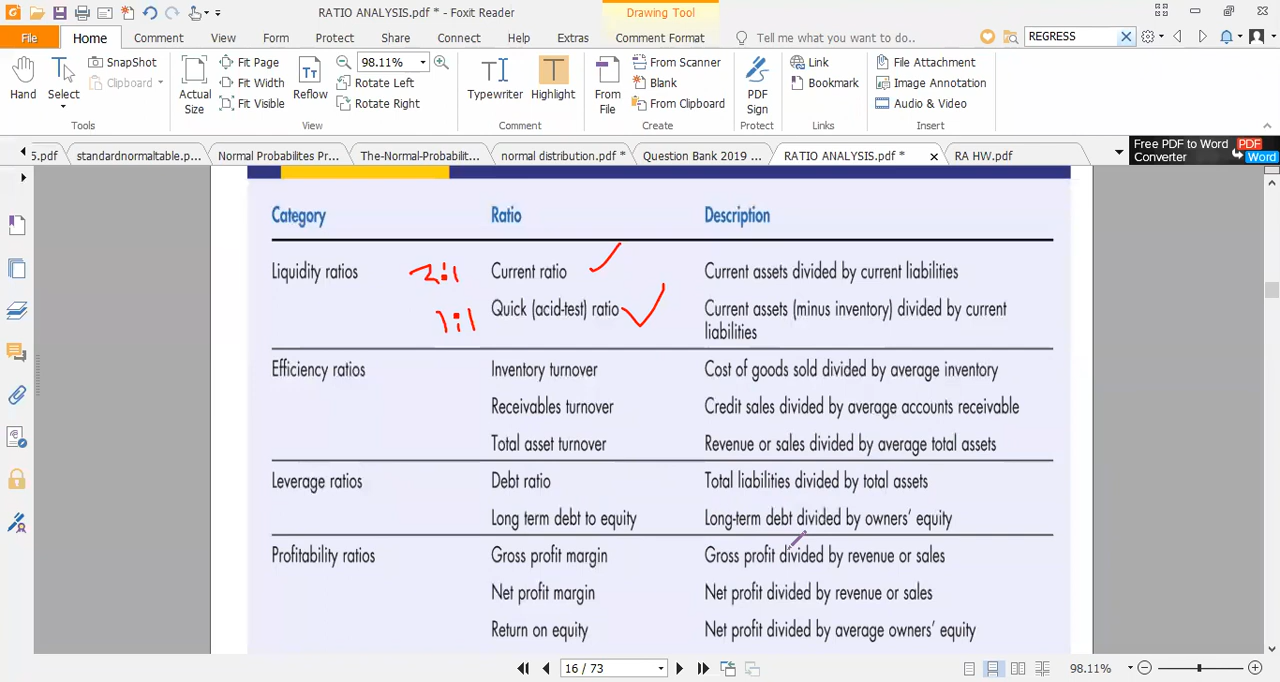 RATIO ANALYSIS.pdf * - Foxit Reader
Drawing Tool
File Home Comment View Form Protect Share Connect Help Extras Comment Format Tell me what you want to do.. REGRESS
Hand
Select
SnapShot
Clipboard
Tools
Actual Size
Fit Page
Fit Width
Fit Visible
Reflow
98.11%
Rotate Left
Rotate Right
View
Typewriter
Highlight
Comment
From File
From Scanner
Blank
From Clipboard
Create
PDF Sign
Protect
Link
Bookmark
Links
File Attachment
Image Annotation
Audio & Video
Insert
5.pdf standardnormaltable.p... Normal Probabilites Pr... The-Normal-Probabilit... normal distribution.pdf * Question Bank 2019 ... RATIO ANALYSIS.pdf * RA HW.pdf
Free PDF to Word Converter PDF Word
Category Ratio Description
Liquidity ratios 2:1 Current ratio Current assets divided by current liabilities
1:1 Quick (acid-test) ratio Current assets (minus inventory) divided by current
liabilities
Efficiency ratios Inventory turnover Cost of goods sold divided by average inventory
Receivables turnover Credit sales divided by average accounts receivable
Total asset turnover Revenue or sales divided by average total assets
Leverage ratios Debt ratio Total liabilities divided by total assets
Long term debt to equity Long-term debt divided by owners' equity
Profitability ratios Gross profit margin Gross profit divided by revenue or sales
Net profit margin Net profit divided by revenue or sales
Return on equity Net profit divided by average owners' equity
16 / 73 98.11%